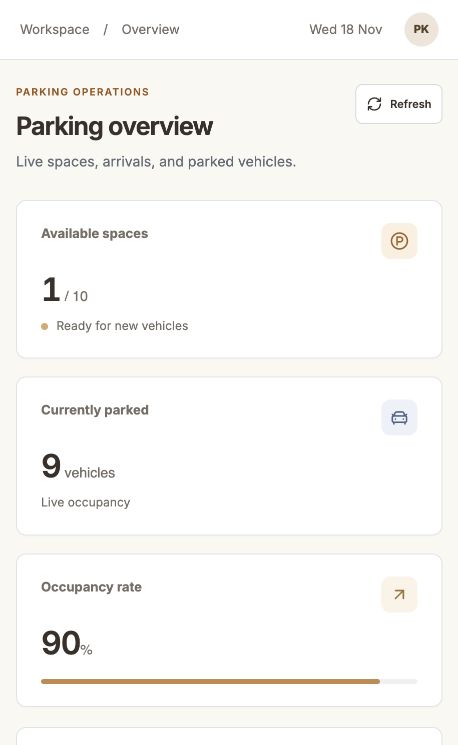 Workspace / Overview
Wed 18 Nov
PK
PARKING OPERATIONS
Refresh
Parking overview
Live spaces, arrivals, and parked vehicles.
Available spaces
P
1 / 10
Ready for new vehicles
Currently parked
9 vehicles
Live occupancy
Occupancy rate
90%